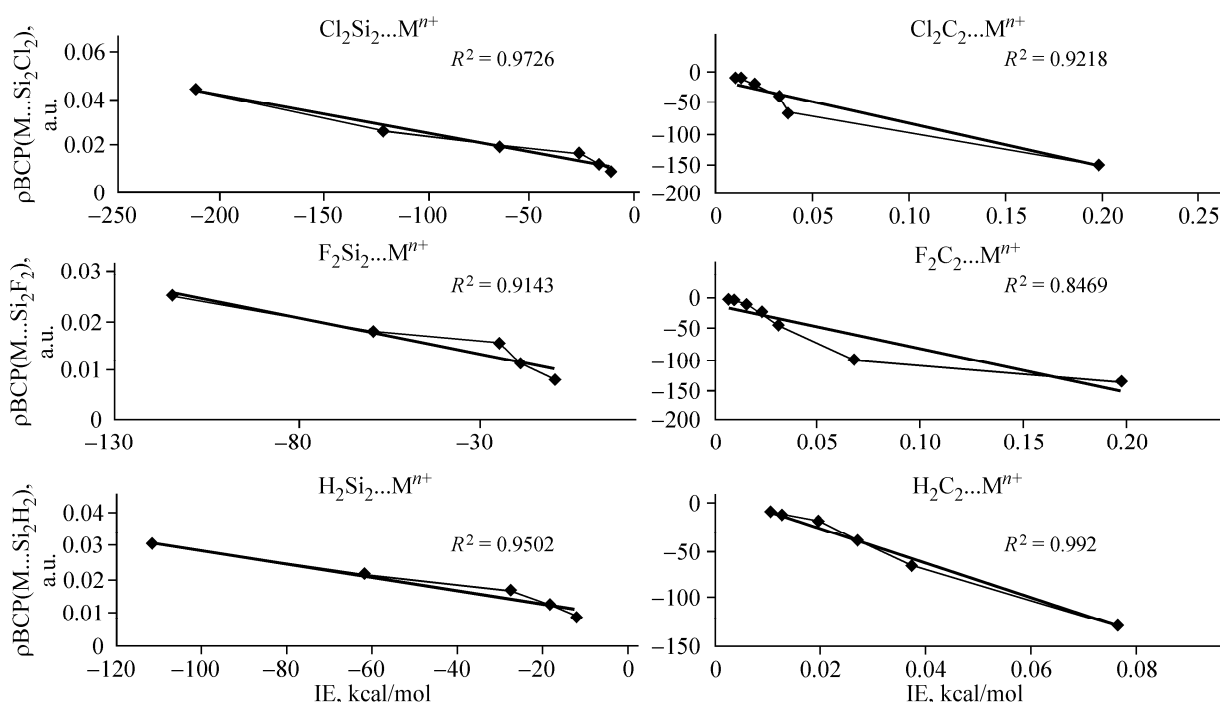 Cl₂Si₂...Mⁿ⁺
R² = 0.9726
ρBCP(M...Si₂Cl₂),
a.u.
0.06
0.04
0.02
0
−250 −200 −150 −100 −50 0
Cl₂C₂...Mⁿ⁺
R² = 0.9218
0
−50
−100
−150
−200
0 0.05 0.10 0.15 0.20 0.25
F₂Si₂...Mⁿ⁺
R² = 0.9143
ρBCP(M...Si₂F₂),
a.u.
0.03
0.02
0.01
0
−130 −80 −30
F₂C₂...Mⁿ⁺
R² = 0.8469
0
−50
−100
−150
−200
0 0.05 0.10 0.15 0.20
H₂Si₂...Mⁿ⁺
R² = 0.9502
ρBCP(M...Si₂H₂),
a.u.
0.04
0.03
0.02
0.01
0
−120 −100 −80 −60 −40 −20 0
IE, kcal/mol
H₂C₂...Mⁿ⁺
R² = 0.992
0
−50
−100
−150
0 0.02 0.04 0.06 0.08
IE, kcal/mol